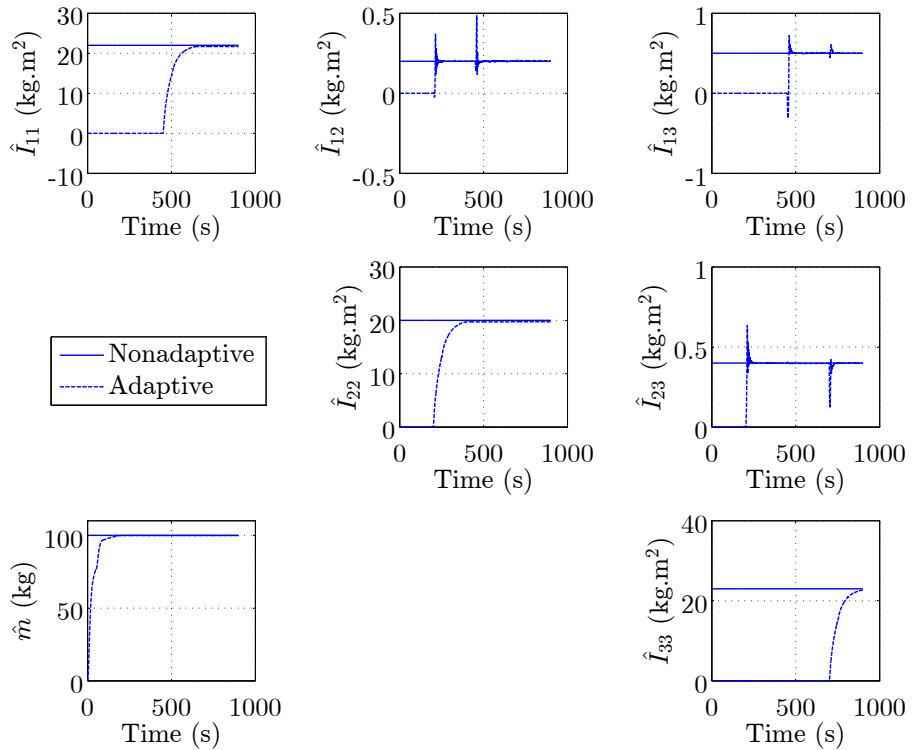 30
20
10
0
-10
0 500 1000
Time (s)
Î₁₁ (kg.m²)
0.5
0
-0.5
0 500 1000
Time (s)
Î₁₂ (kg.m²)
1
0
-1
0 500 1000
Time (s)
Î₁₃ (kg.m²)
Nonadaptive
Adaptive
30
20
10
0
0 500 1000
Time (s)
Î₂₂ (kg.m²)
1
0.5
0
0 500 1000
Time (s)
Î₂₃ (kg.m²)
100
50
0
0 500 1000
Time (s)
m̂ (kg)
40
20
0
0 500 1000
Time (s)
Î₃₃ (kg.m²)